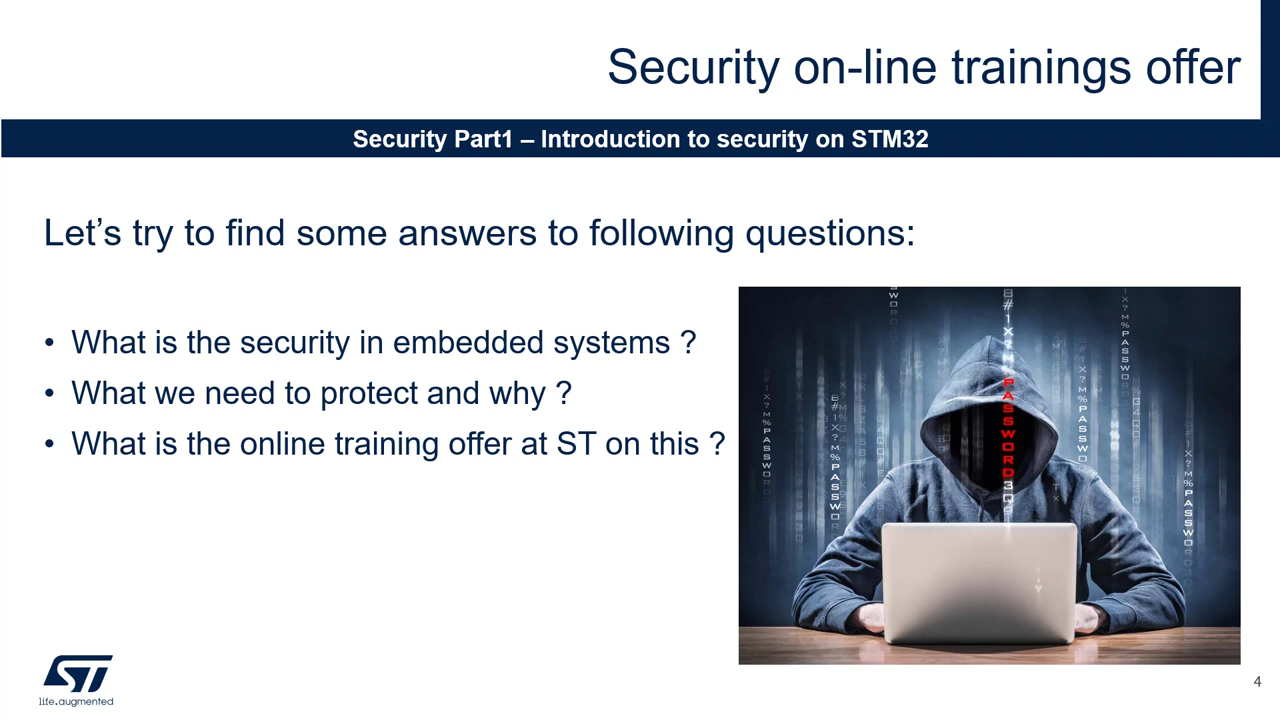 Security on-line trainings offer
Security Part1 – Introduction to security on STM32
Let’s try to find some answers to following questions:
• What is the security in embedded systems ?
• What we need to protect and why ?
• What is the online training offer at ST on this ?
PASSWORD
ST
life.augmented
4